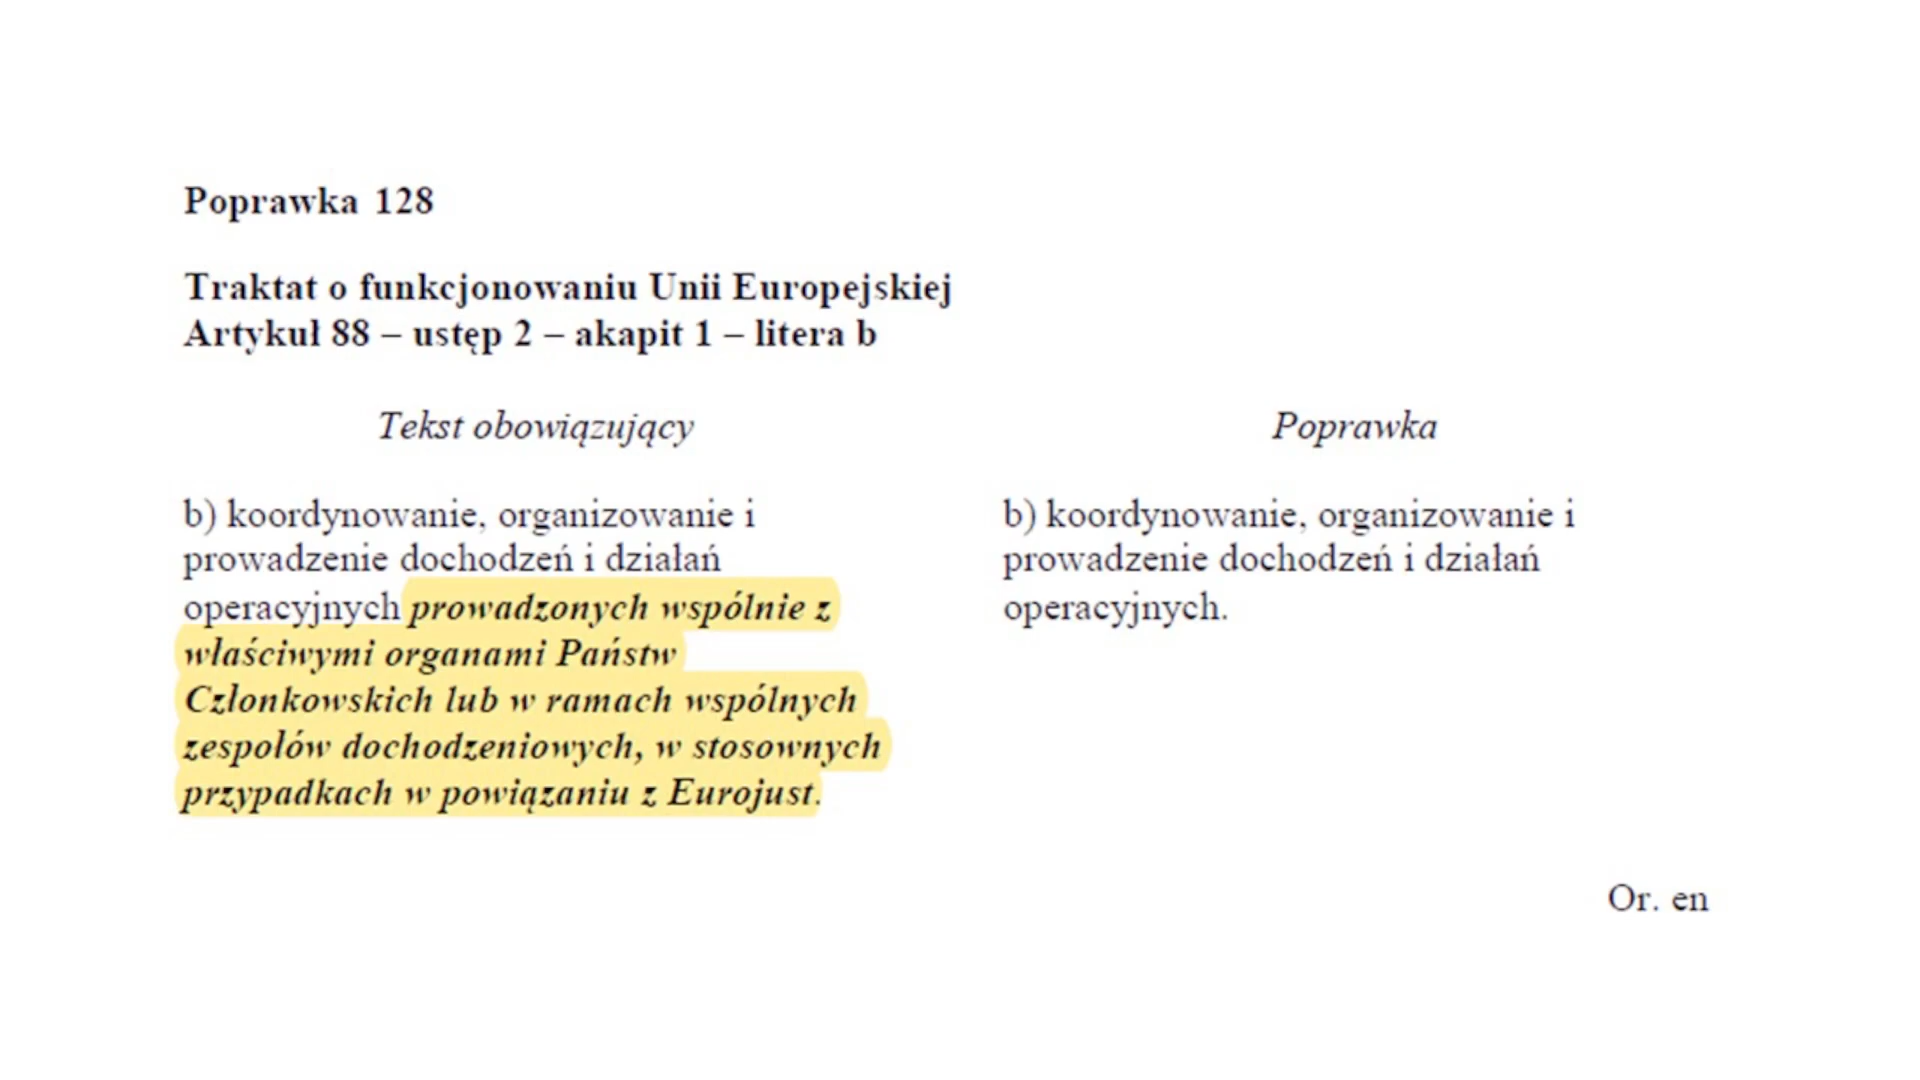 Poprawka 128
Traktat o funkcjonowaniu Unii Europejskiej
Artykuł 88 – ustęp 2 – akapit 1 – litera b
Tekst obowiązujący
b) koordynowanie, organizowanie i
prowadzenie dochodzeń i działań
operacyjnych prowadzonych wspólnie z
właściwymi organami Państw
Członkowskich lub w ramach wspólnych
zespołów dochodzeniowych, w stosownych
przypadkach w powiązaniu z Eurojust.
Poprawka
b) koordynowanie, organizowanie i
prowadzenie dochodzeń i działań
operacyjnych.
Or. en